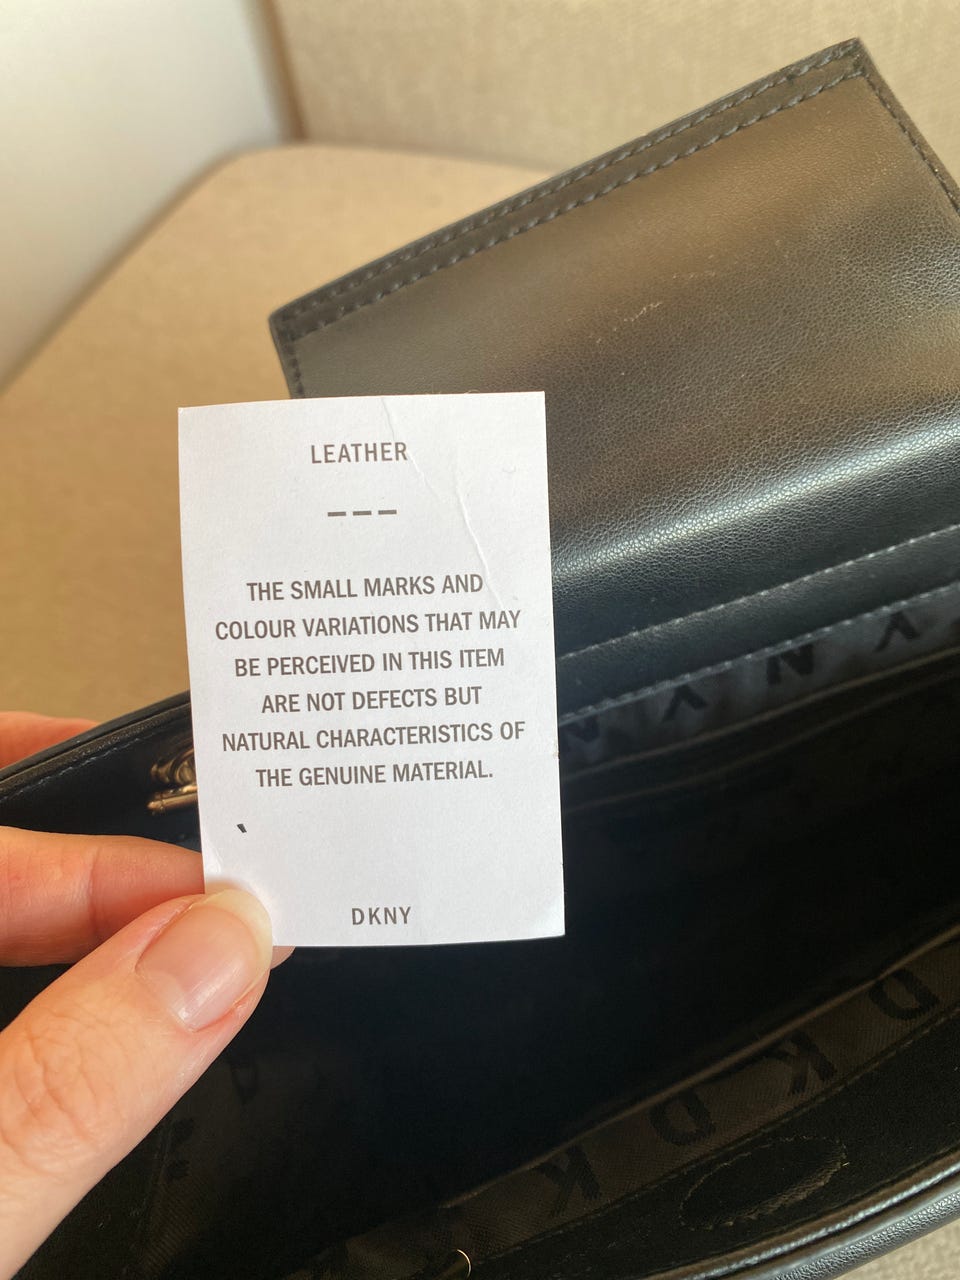 LEATHER
---
THE SMALL MARKS AND
COLOUR VARIATIONS THAT MAY
BE PERCEIVED IN THIS ITEM
ARE NOT DEFECTS BUT
NATURAL CHARACTERISTICS OF
THE GENUINE MATERIAL.
DKNY